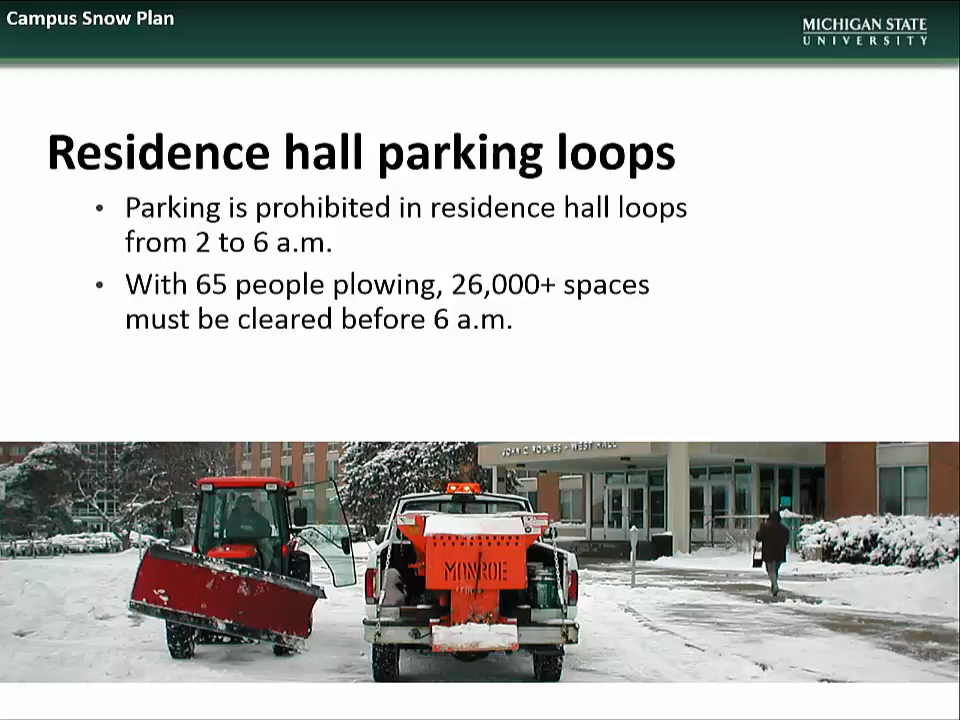 Campus Snow Plan
MICHIGAN STATE
UNIVERSITY
Residence hall parking loops
• Parking is prohibited in residence hall loops
from 2 to 6 a.m.
• With 65 people plowing, 26,000+ spaces
must be cleared before 6 a.m.
HALL
MONROE